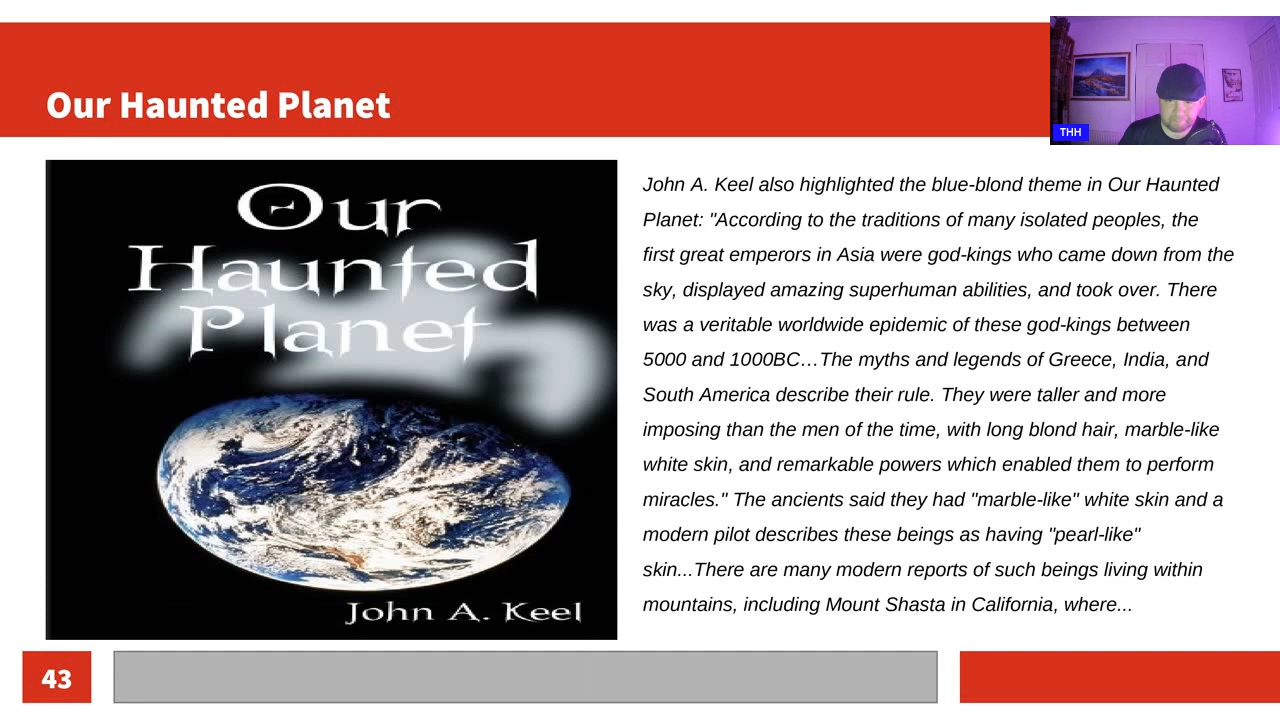 Our Haunted Planet
THH
Our
Haunted
Planet
John A. Keel
John A. Keel also highlighted the blue-blond theme in Our Haunted
Planet: "According to the traditions of many isolated peoples, the
first great emperors in Asia were god-kings who came down from the
sky, displayed amazing superhuman abilities, and took over. There
was a veritable worldwide epidemic of these god-kings between
5000 and 1000BC…The myths and legends of Greece, India, and
South America describe their rule. They were taller and more
imposing than the men of the time, with long blond hair, marble-like
white skin, and remarkable powers which enabled them to perform
miracles." The ancients said they had "marble-like" white skin and a
modern pilot describes these beings as having "pearl-like"
skin...There are many modern reports of such beings living within
mountains, including Mount Shasta in California, where...
43